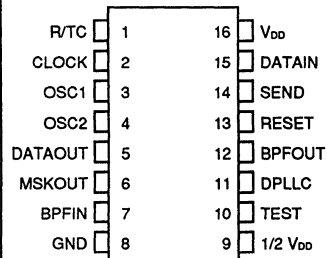 R/TC 1 16 VDD
CLOCK 2 15 DATAIN
OSC1 3 14 SEND
OSC2 4 13 RESET
DATAOUT 5 12 BPFOUT
MSKOUT 6 11 DPLLC
BPFIN 7 10 TEST
GND 8 9 1/2 VDD